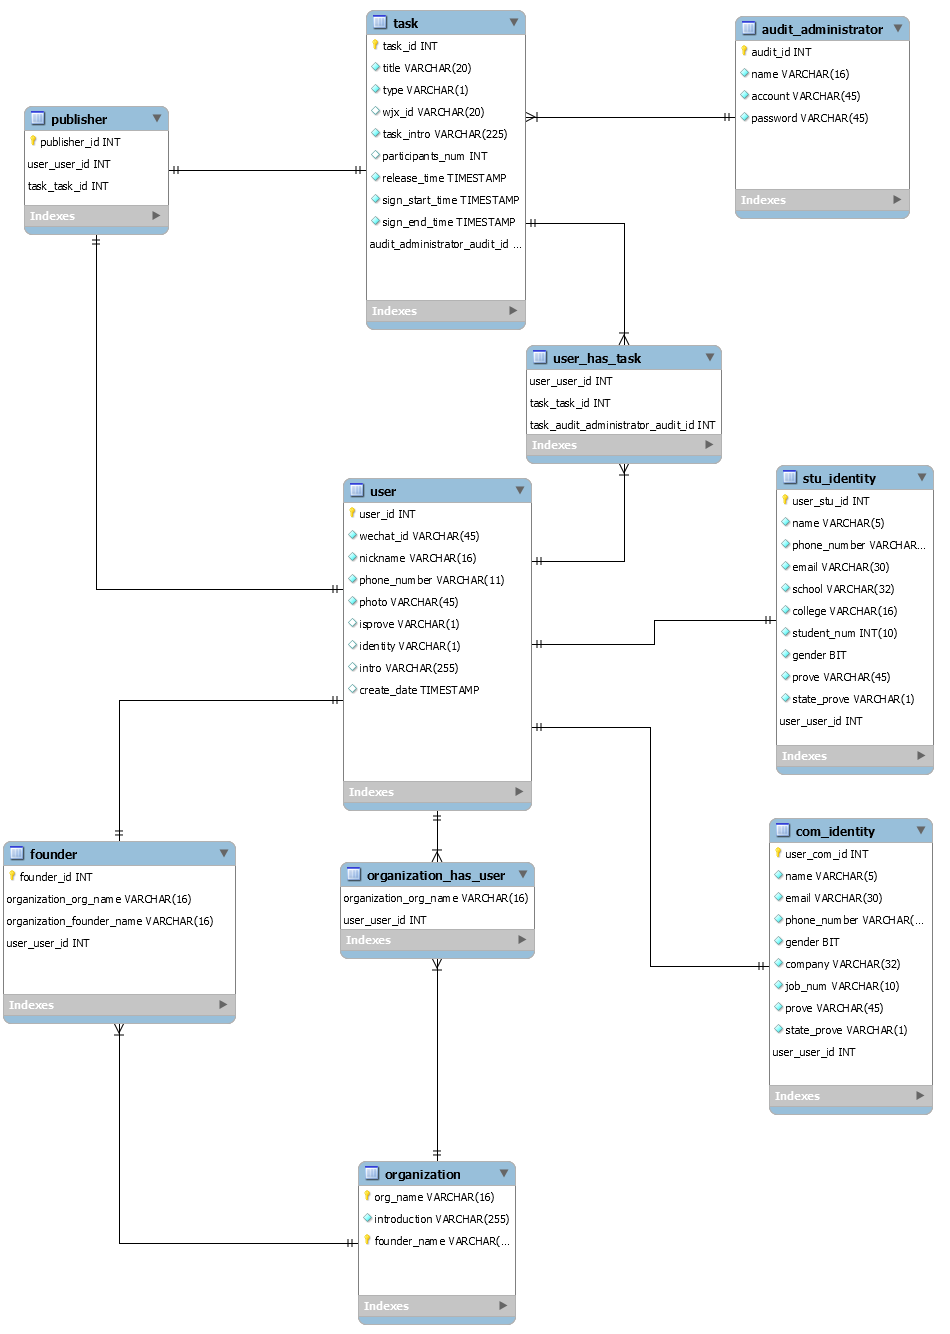 task
task_id INT
title VARCHAR(20)
type VARCHAR(1)
wjx_id VARCHAR(20)
task_intro VARCHAR(225)
participants_num INT
release_time TIMESTAMP
sign_start_time TIMESTAMP
sign_end_time TIMESTAMP
audit_administrator_audit_id ...
Indexes
audit_administrator
audit_id INT
name VARCHAR(16)
account VARCHAR(45)
password VARCHAR(45)
Indexes
publisher
publisher_id INT
user_user_id INT
task_task_id INT
Indexes
user_has_task
user_user_id INT
task_task_id INT
task_audit_administrator_audit_id INT
Indexes
user
user_id INT
wechat_id VARCHAR(45)
nickname VARCHAR(16)
phone_number VARCHAR(11)
photo VARCHAR(45)
isprove VARCHAR(1)
identity VARCHAR(1)
intro VARCHAR(255)
create_date TIMESTAMP
Indexes
stu_identity
user_stu_id INT
name VARCHAR(5)
phone_number VARCHAR...
email VARCHAR(30)
school VARCHAR(32)
college VARCHAR(16)
student_num INT(10)
gender BIT
prove VARCHAR(45)
state_prove VARCHAR(1)
user_user_id INT
Indexes
com_identity
user_com_id INT
name VARCHAR(5)
email VARCHAR(30)
phone_number VARCHAR(...
gender BIT
company VARCHAR(32)
job_num VARCHAR(10)
prove VARCHAR(45)
state_prove VARCHAR(1)
user_user_id INT
Indexes
founder
founder_id INT
organization_org_name VARCHAR(16)
organization_founder_name VARCHAR(16)
user_user_id INT
Indexes
organization_has_user
organization_org_name VARCHAR(16)
user_user_id INT
Indexes
organization
org_name VARCHAR(16)
introduction VARCHAR(255)
founder_name VARCHAR(...
Indexes